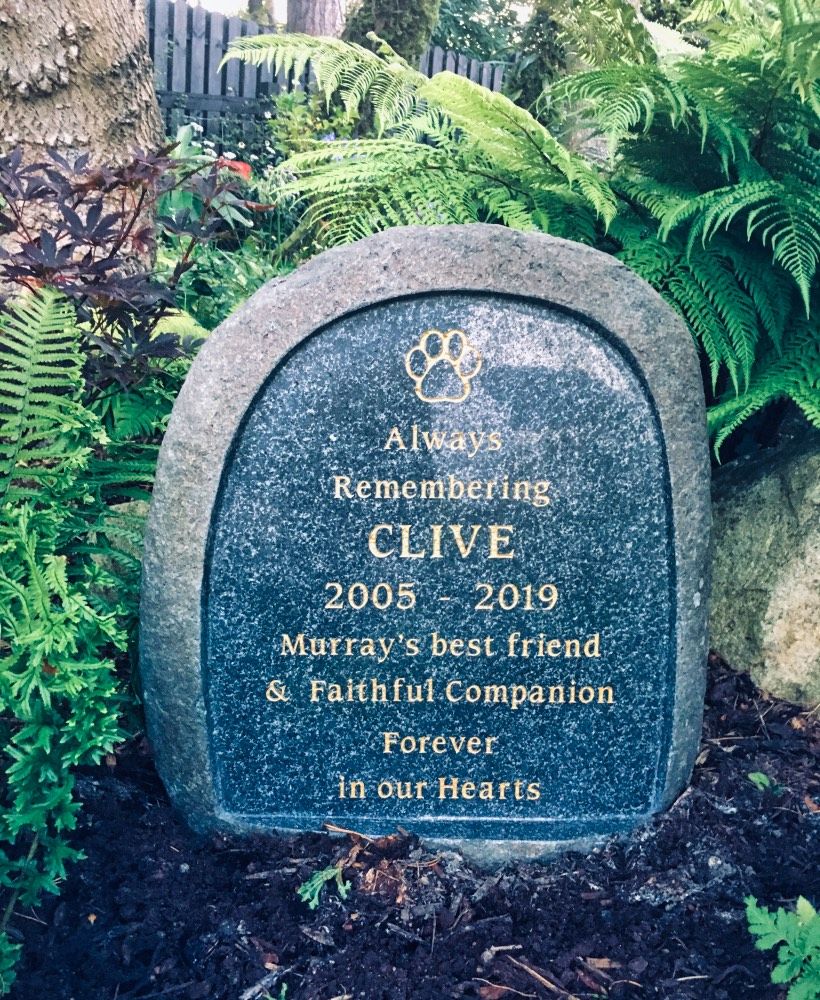 Always
Remembering
CLIVE
2005 - 2019
Murray's best friend
& Faithful Companion
Forever
in our Hearts